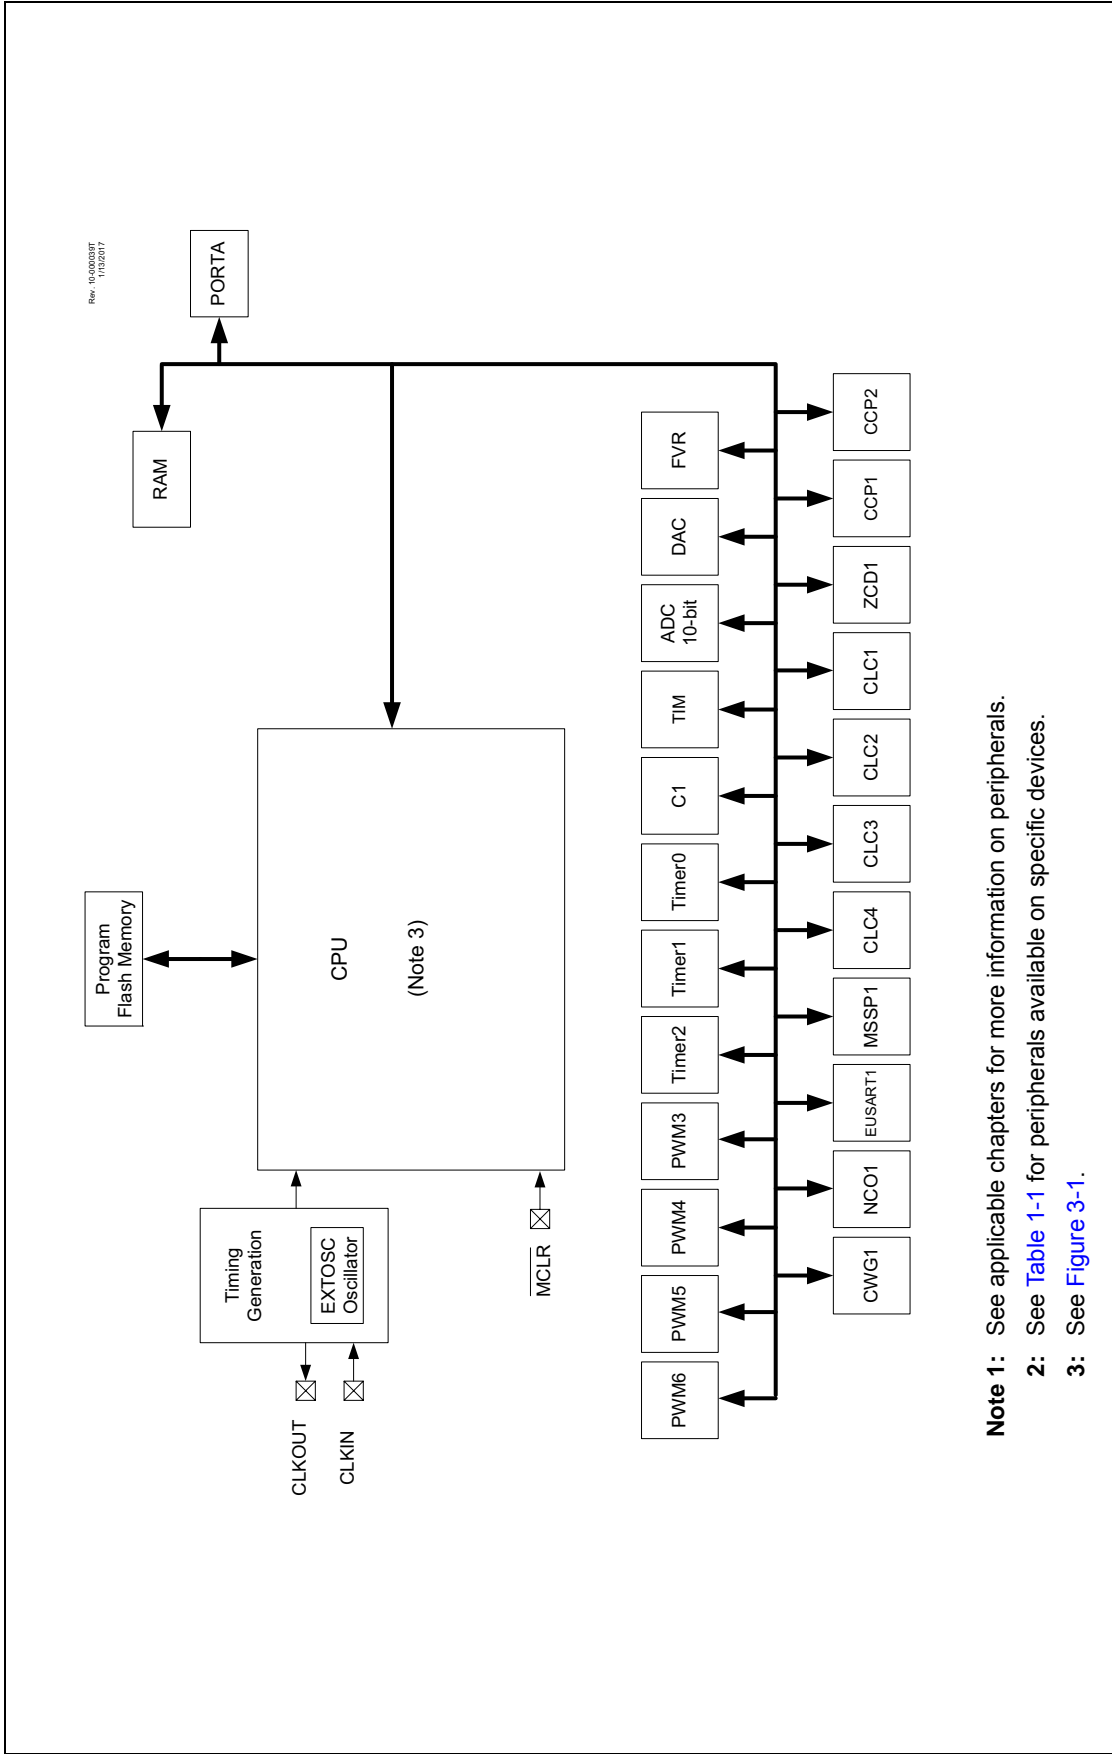 Rev. 10-000039T
1/13/2017
Program
Flash Memory
RAM
PORTA
Timing
Generation
EXTOSC
Oscillator
CLKOUT
CLKIN
MCLR
CPU
(Note 3)
PWM6
PWM5
PWM4
PWM3
Timer2
Timer1
Timer0
C1
TIM
ADC
10-bit
DAC
FVR
CWG1
NCO1
EUSART1
MSSP1
CLC4
CLC3
CLC2
CLC1
ZCD1
CCP1
CCP2
Note 1: See applicable chapters for more information on peripherals.
2: See Table 1-1 for peripherals available on specific devices.
3: See Figure 3-1.